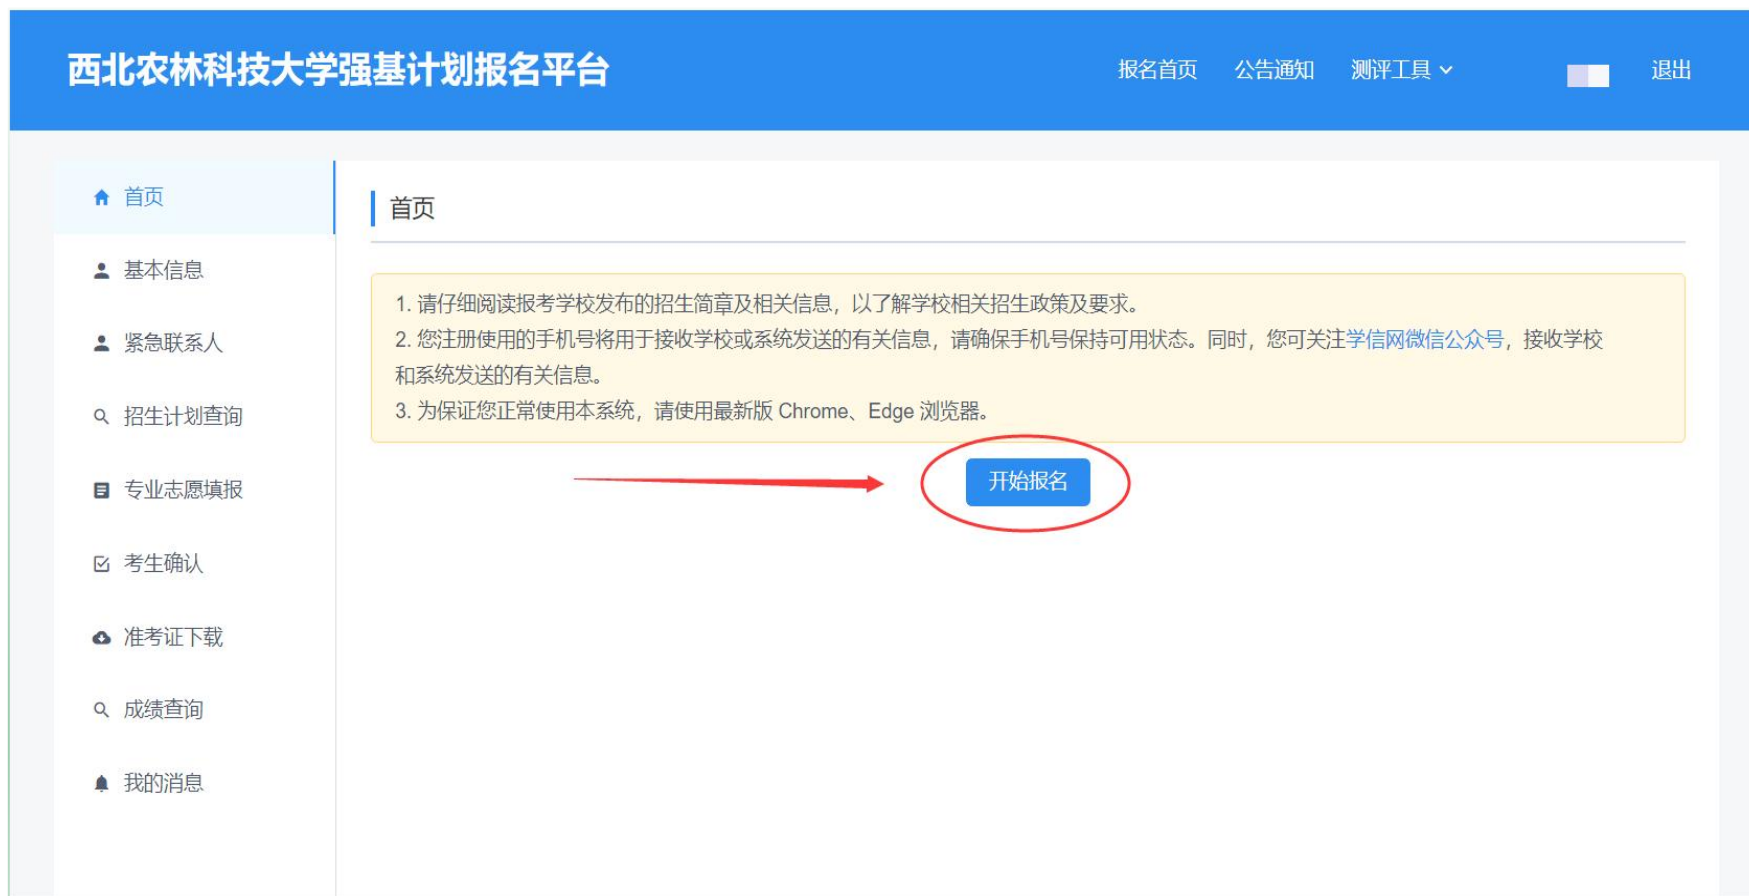 西北农林科技大学强基计划报名平台
报名首页 公告通知 测评工具 退出
首页
基本信息
紧急联系人
招生计划查询
专业志愿填报
考生确认
准考证下载
成绩查询
我的消息
首页
1. 请仔细阅读报考学校发布的招生简章及相关信息，以了解学校相关招生政策及要求。
2. 您注册使用的手机号将用于接收学校或系统发送的有关信息，请确保手机号保持可用状态。同时，您可关注学信网微信公众号，接收学校
和系统发送的有关信息。
3. 为保证您正常使用本系统，请使用最新版 Chrome、Edge 浏览器。
开始报名